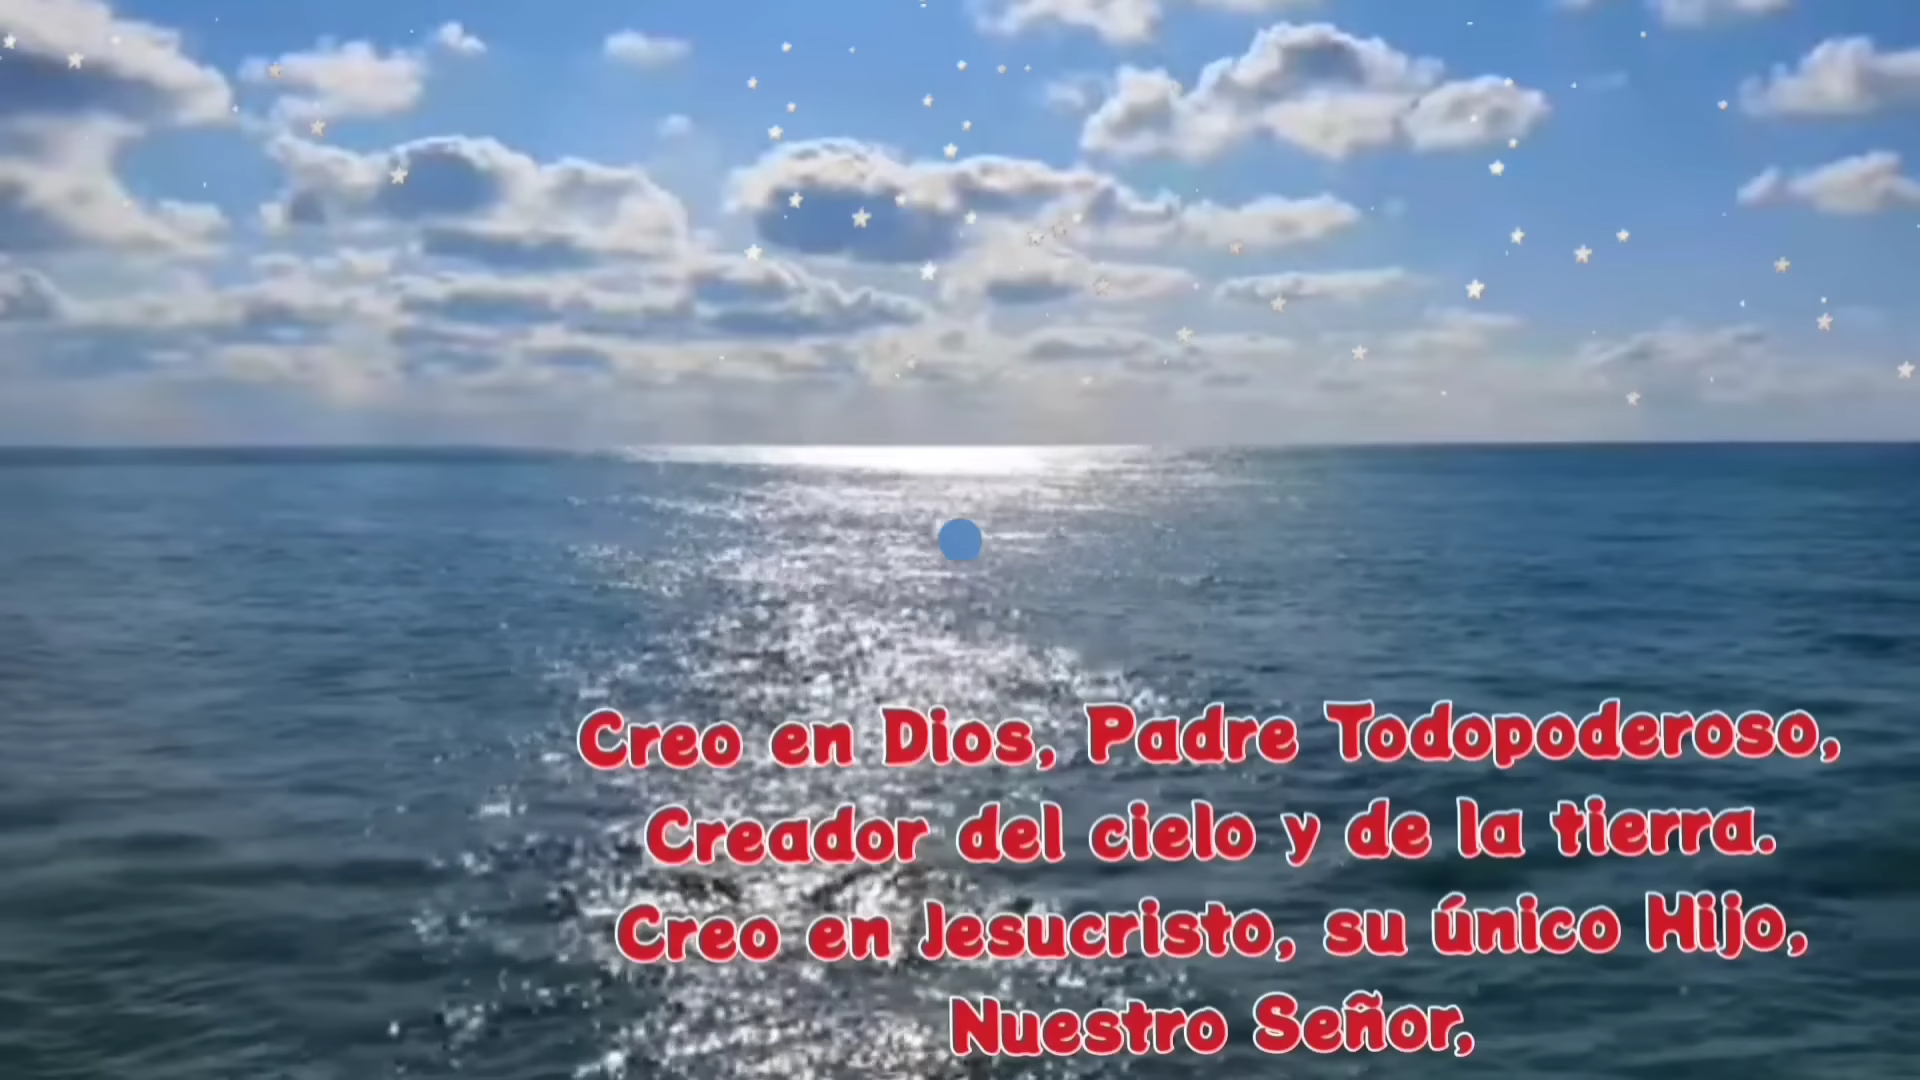 Creo en Dios, Padre Todopoderoso,
Creador del cielo y de la tierra.
Creo en Jesucristo, su único Hijo,
Nuestro Señor,